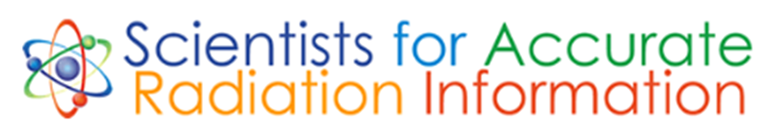 Scientists for Accurate
Radiation Information